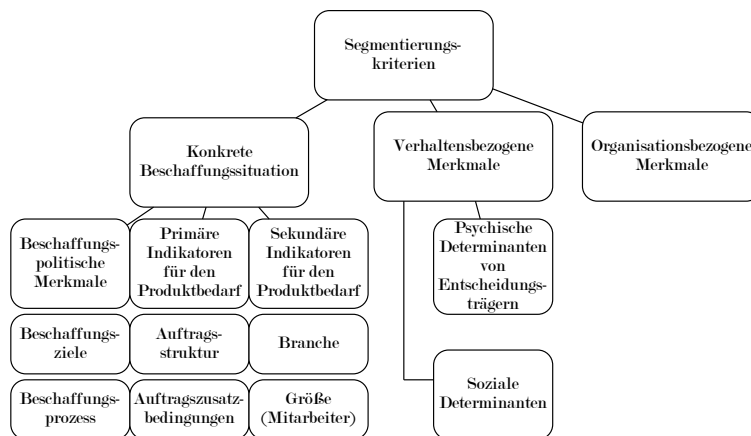 Segmentierungs-
kriterien
Konkrete
Beschaffungssituation
Verhaltensbezogene
Merkmale
Organisationsbezogene
Merkmale
Beschaffungs-
politische
Merkmale
Primäre
Indikatoren
für den
Produktbedarf
Sekundäre
Indikatoren
für den
Produktbedarf
Psychische
Determinanten
von
Entscheidungs-
trägern
Beschaffungs-
ziele
Auftrags-
struktur
Branche
Beschaffungs-
prozess
Auftragszusatz-
bedingungen
Größe
(Mitarbeiter)
Soziale
Determinanten